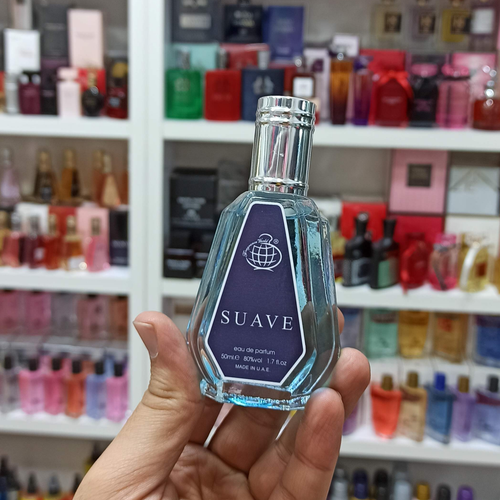 SUAVE
eau de parfum
50ml e 80%vol 1.7 fl.oz
MADE IN U.A.E